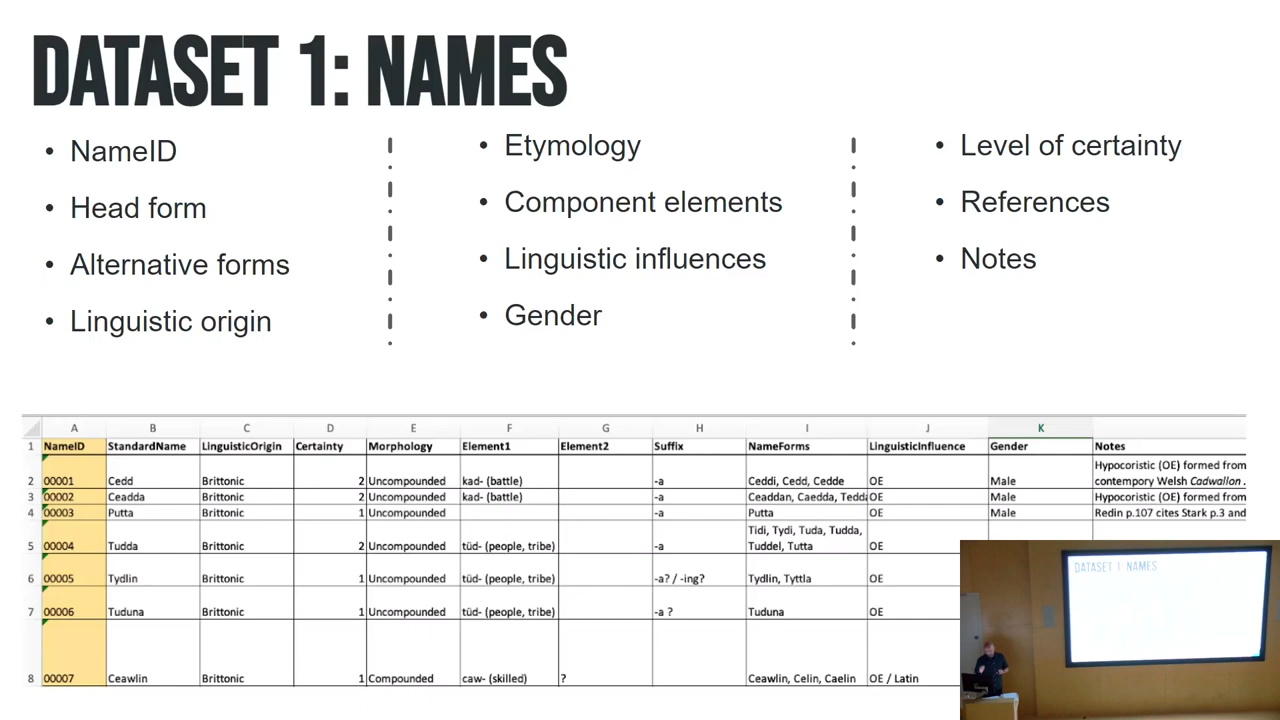 DATASET 1: NAMES
• NameID
• Head form
• Alternative forms
• Linguistic origin
• Etymology
• Component elements
• Linguistic influences
• Gender
• Level of certainty
• References
• Notes
A B C D E F G H I J K
1 NameID StandardName LinguisticOrigin Certainty Morphology Element1 Element2 Suffix NameForms LinguisticInfluence Gender Notes
Hypocoristic (OE) formed from
2 00001 Cedd Brittonic 2 Uncompounded kad- (battle) -a Ceddi, Cedd, Cedde OE Male contempory Welsh Cadwallon.
3 00002 Ceadda Brittonic 2 Uncompounded kad- (battle) -a Ceaddan, Caedda, Tedda OE Male Hypocoristic (OE) formed from
4 00003 Putta Brittonic 1 Uncompounded -a Putta OE Male Redin p.107 cites Stark p.3 and
Tidi, Tydi, Tuda, Tudda,
5 00004 Tudda Brittonic 2 Uncompounded tüd- (people, tribe) -a Tuddel, Tutta OE
6 00005 Tydlin Brittonic 1 Uncompounded tüd- (people, tribe) -a? / -ing? Tydlin, Tyttla OE
7 00006 Tuduna Brittonic 1 Uncompounded tüd- (people, tribe) -a ? Tuduna OE
8 00007 Ceawlin Brittonic 1 Compounded caw- (skilled) ? Ceawlin, Celin, Caelin OE / Latin
DATASET 1 NAMES